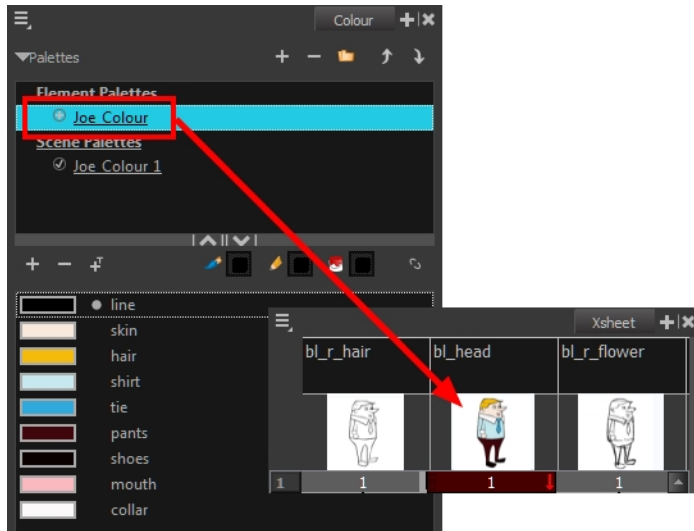 Colour
Palettes
Element Palettes
Joe Colour
Scene Palettes
Joe Colour 1
line
skin
hair
shirt
tie
pants
shoes
mouth
collar
Xsheet
bl_r_hair bl_head bl_r_flower
1 1 1 1